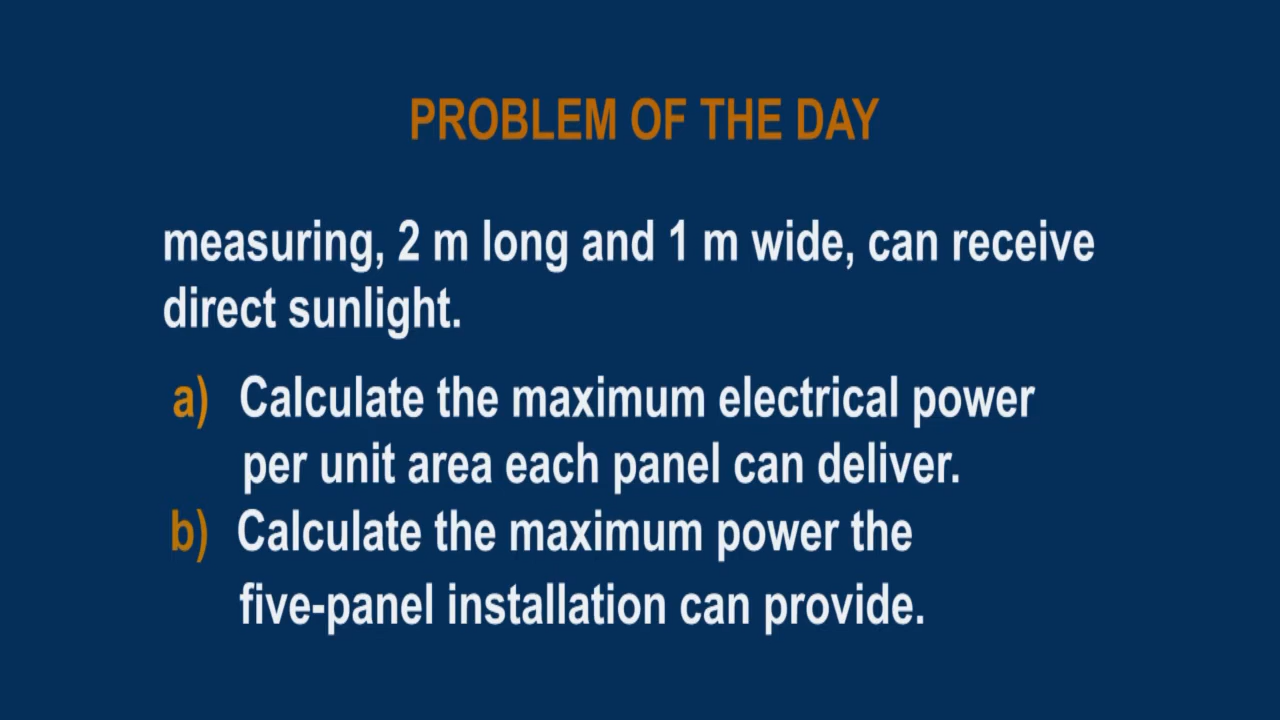 PROBLEM OF THE DAY
measuring, 2 m long and 1 m wide, can receive
direct sunlight.
a) Calculate the maximum electrical power
per unit area each panel can deliver.
b) Calculate the maximum power the
five-panel installation can provide.